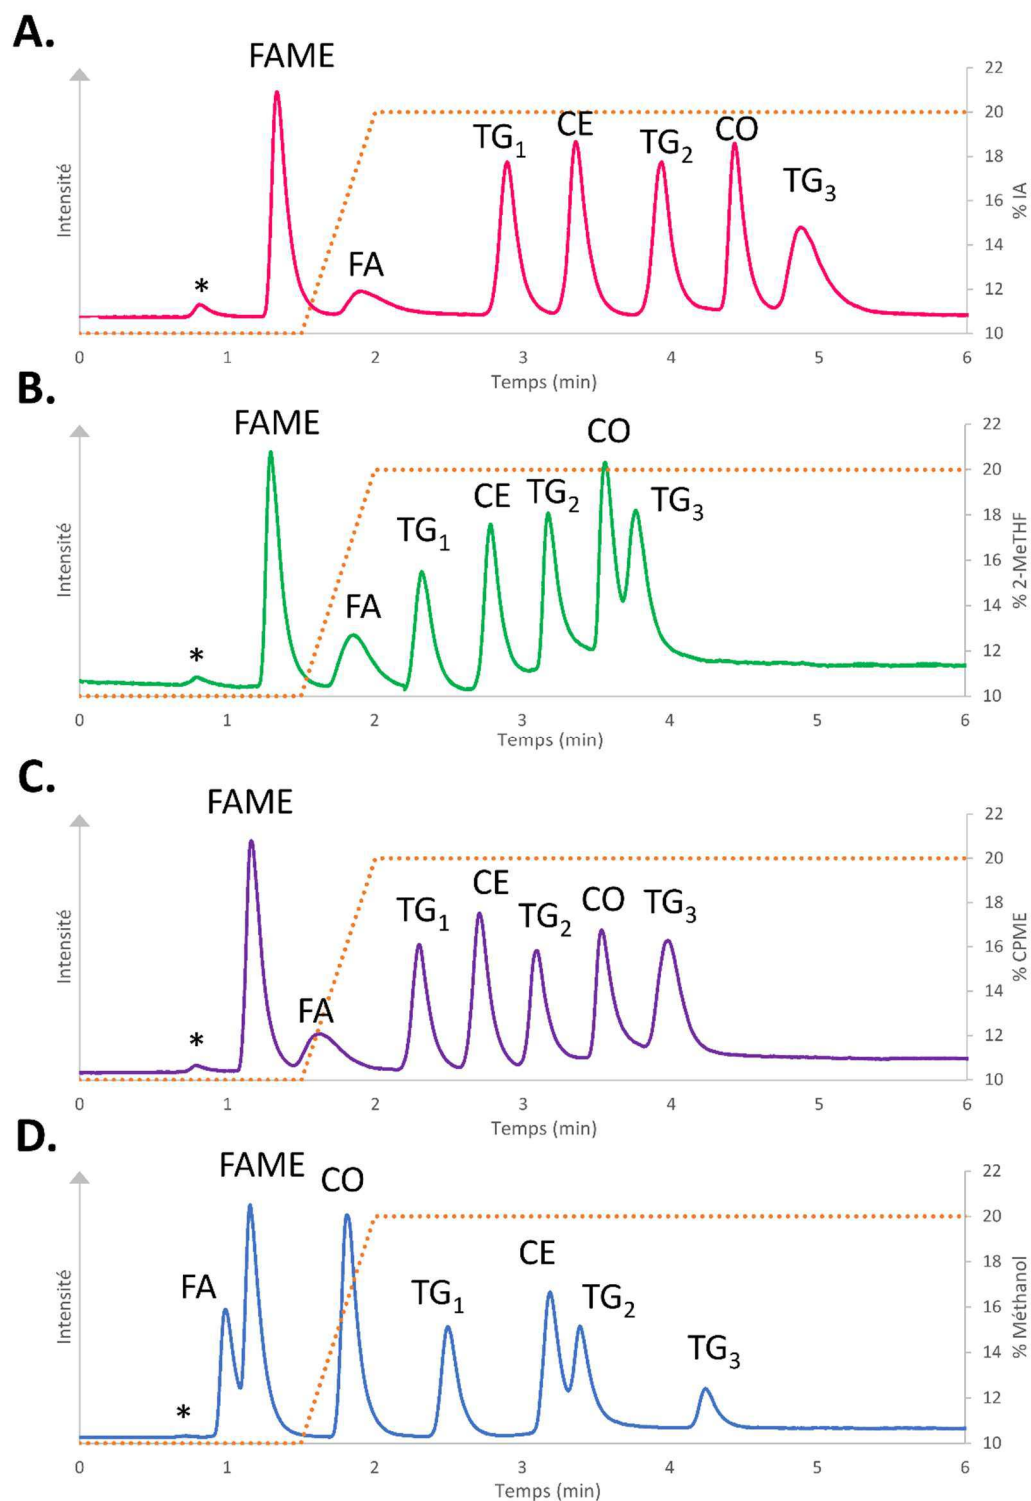 A.
FAME
22
20
CE
CO
TG1
TG2
18
TG3
Intensité
16
% IA
14
FA
*
12
10
0 1 2 3 4 5 6
Temps (min)
B.
FAME
CO
22
20
CE
TG2
TG3
18
TG1
Intensité
16
% 2-MeTHF
FA
14
*
12
10
0 1 2 3 4 5 6
Temps (min)
C.
FAME
22
20
CE
CO
TG3
TG1
TG2
18
Intensité
16
% CPME
14
FA
*
12
10
0 1 2 3 4 5 6
Temps (min)
D.
FAME
CO
22
20
CE
FA
TG1
TG2
18
Intensité
16
% Méthanol
TG3
14
*
12
10
0 1 2 3 4 5 6
Temps (min)